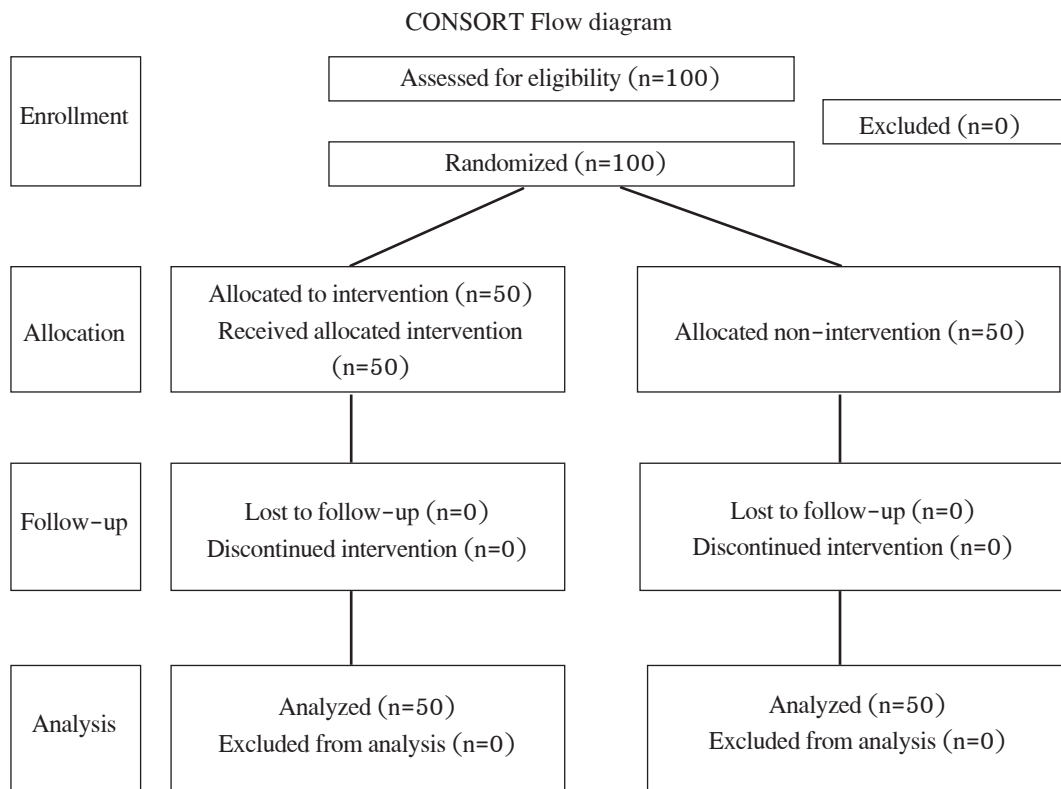 CONSORT Flow diagram
Enrollment
Assessed for eligibility (n=100)
Excluded (n=0)
Randomized (n=100)
Allocation
Allocated to intervention (n=50)
Received allocated intervention
(n=50)
Allocated non-intervention (n=50)
Follow-up
Lost to follow-up (n=0)
Discontinued intervention (n=0)
Lost to follow-up (n=0)
Discontinued intervention (n=0)
Analysis
Analyzed (n=50)
Excluded from analysis (n=0)
Analyzed (n=50)
Excluded from analysis (n=0)